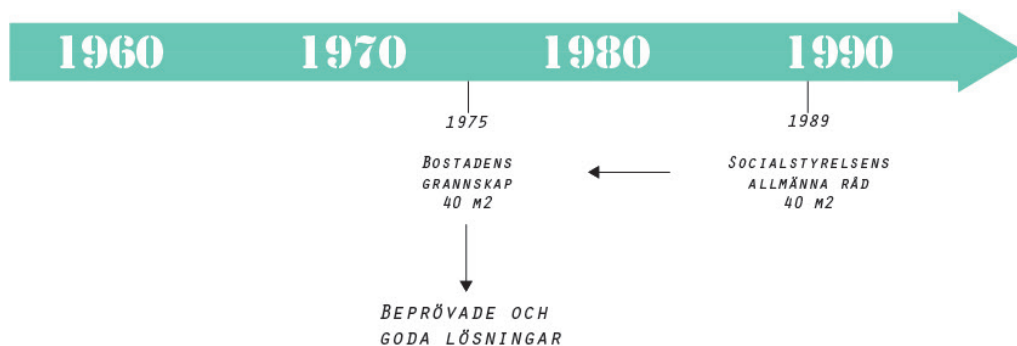 1960 1970 1980 1990
1975
1989
BOSTADENS
GRANNSKAP
40 M2
SOCIALSTYRELSENS
ALLMÄNNA RÅD
40 M2
BEPRÖVADE OCH
GODA LÖSNINGAR